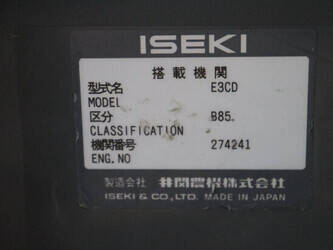 ISEKI
搭載機関
型式名 E3CD
MODEL
区分 B85
CLASSIFICATION
機関番号 274241
ENG. NO
製造会社 井関農機株式会社
ISEKI & CO., LTD. MADE IN JAPAN